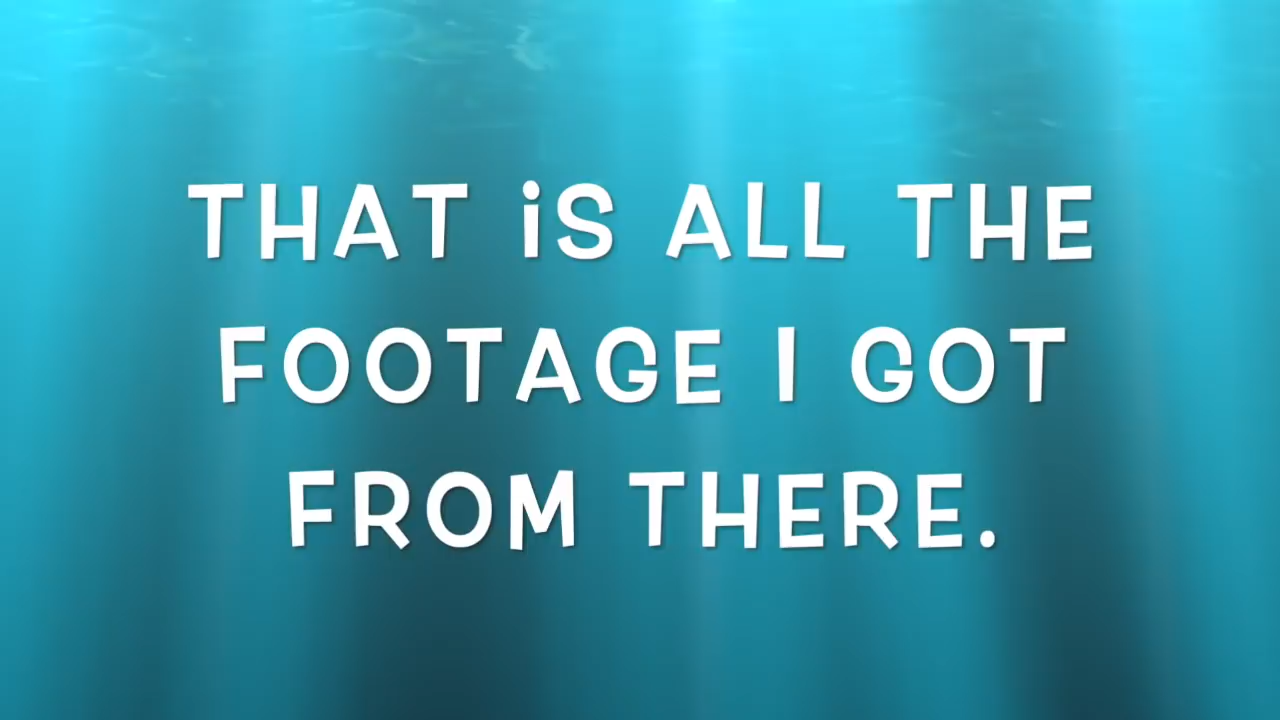 THAT iS ALL THE
FOOTAGE I GOT
FROM THERE.